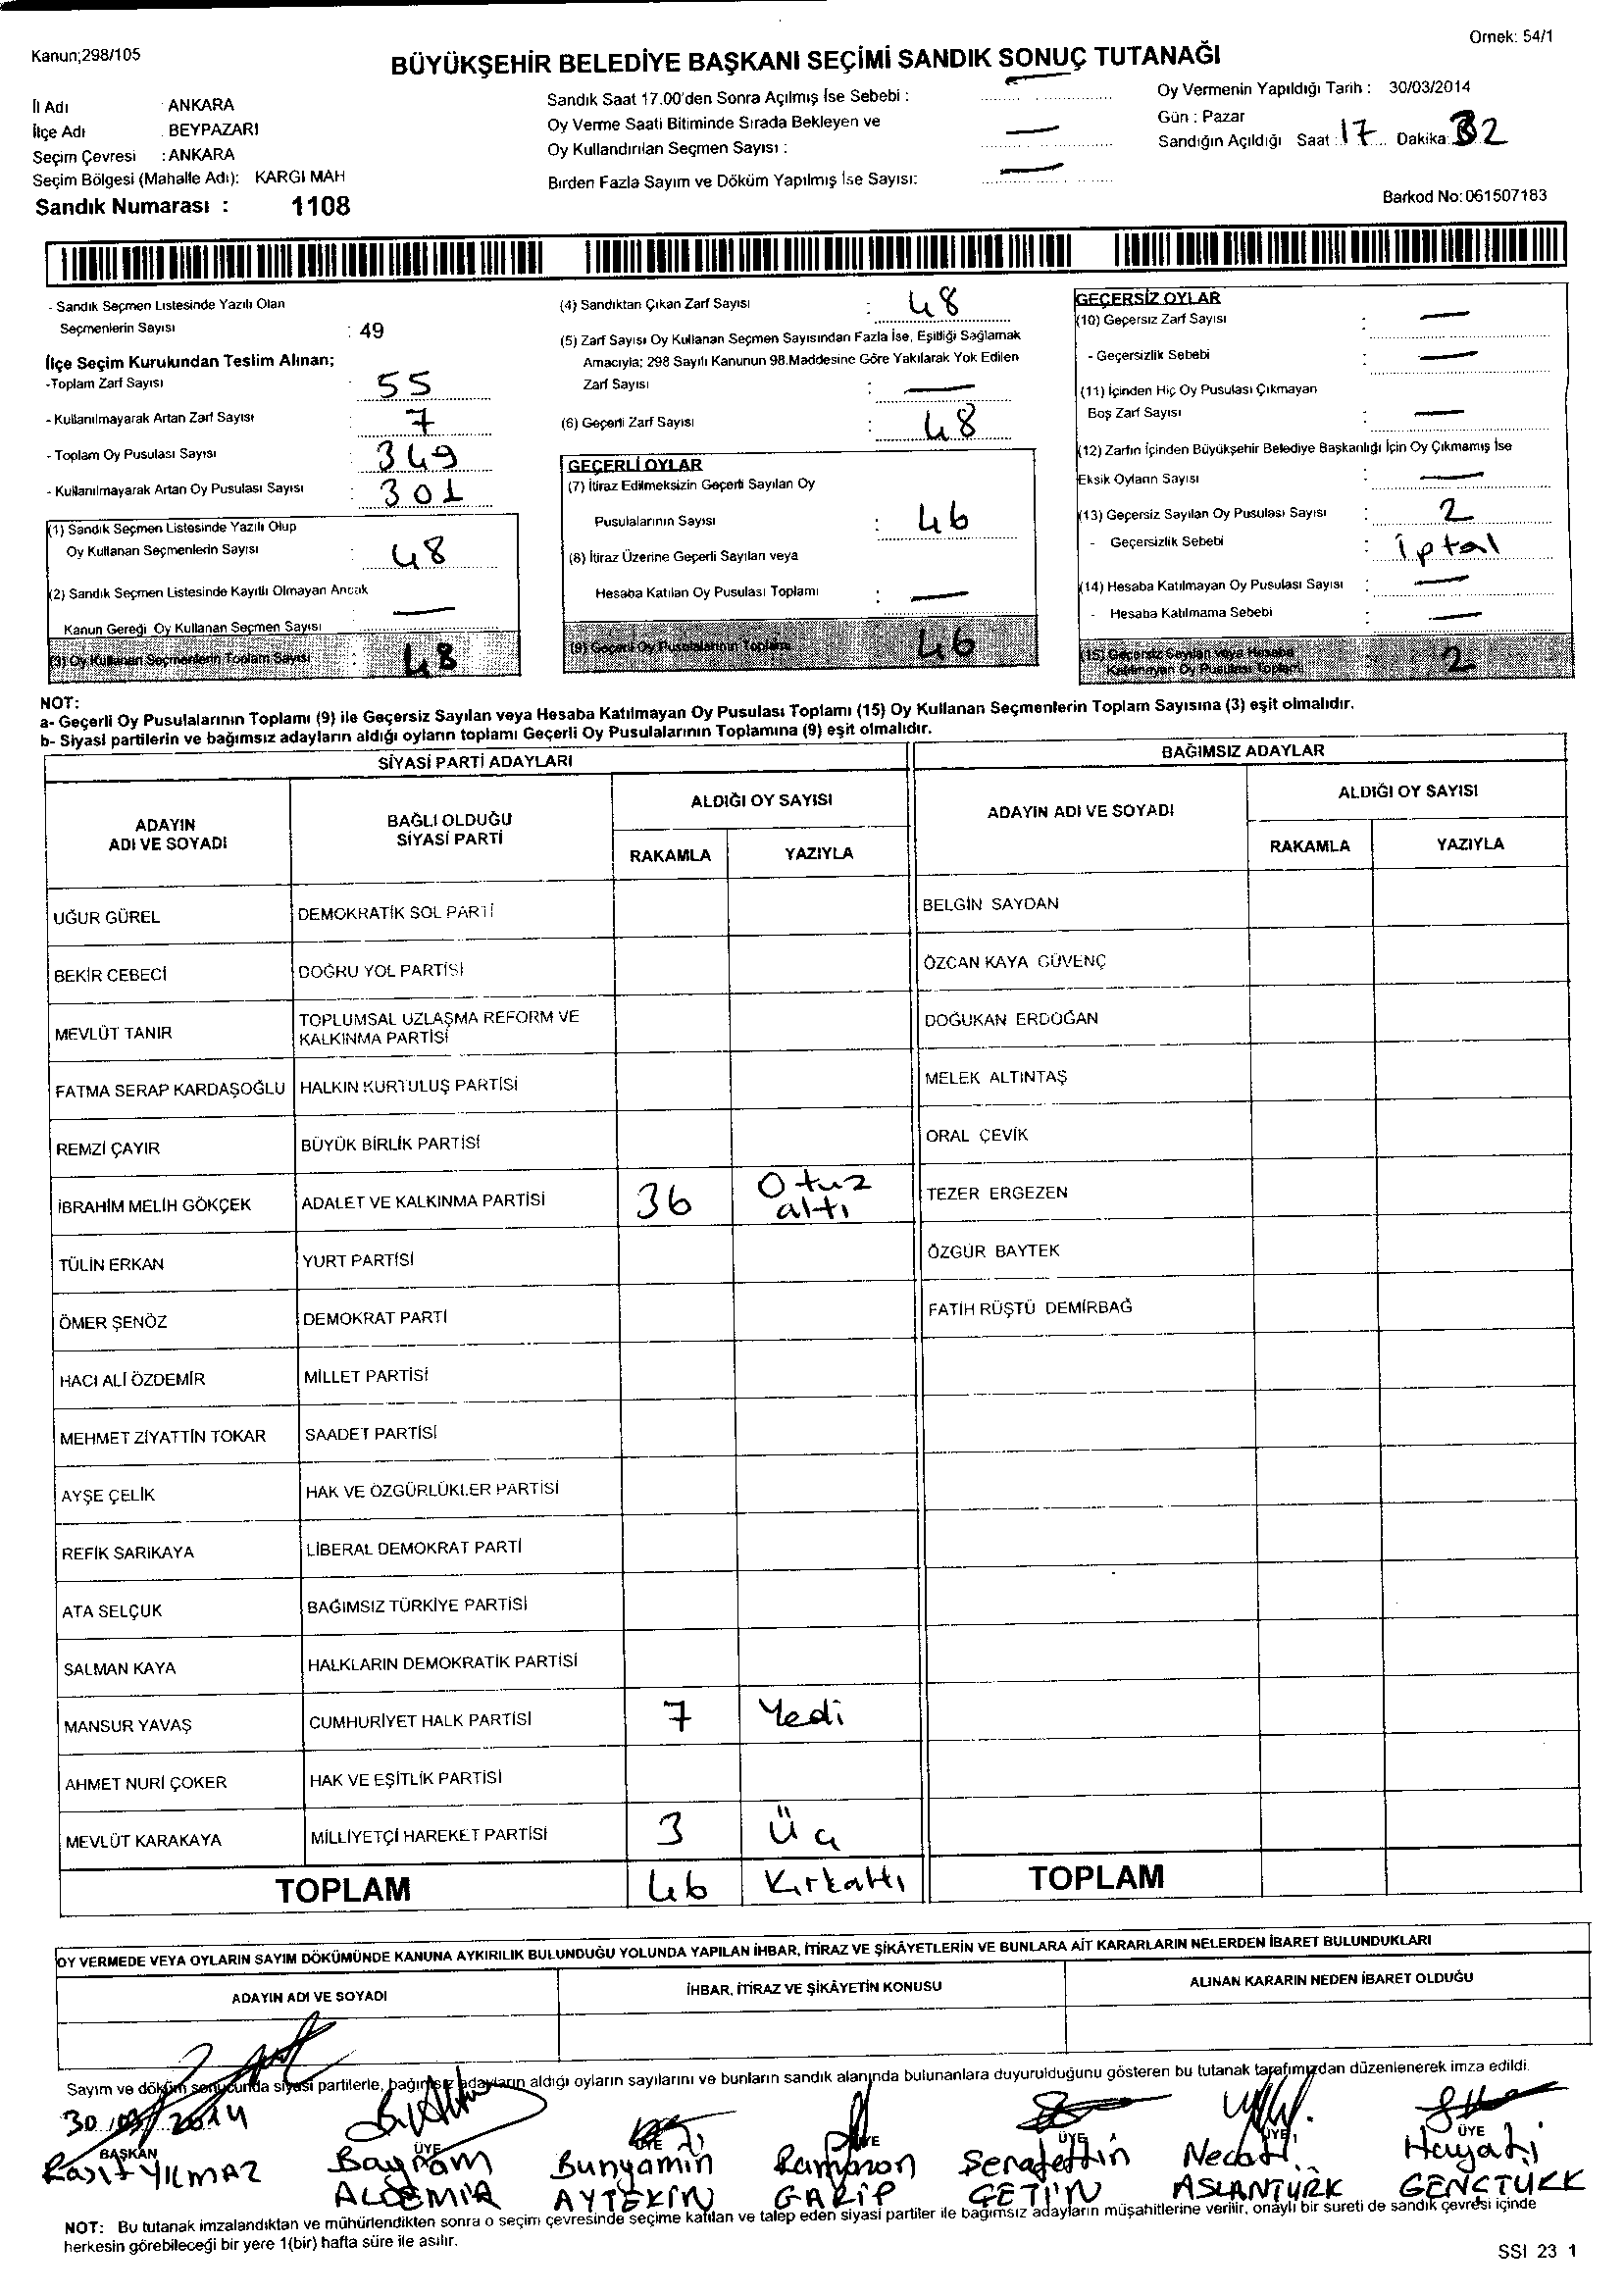 Kanun;298/105
Örnek: 54/1
BÜYÜKŞEHİR BELEDİYE BAŞKANI SEÇİMİ SANDIK SONUÇ TUTANAĞI
İl Adı : ANKARA
İlçe Adı : BEYPAZARI
Seçim Çevresi : ANKARA
Seçim Bölgesi (Mahalle Adı): KARGI MAH
Sandık Numarası : 1108
Sandık Saat 17.00'den Sonra Açılmış İse Sebebi : —
Oy Verme Saati Bitiminde Sırada Bekleyen ve
Oy Kullandırılan Seçmen Sayısı : —
Birden Fazla Sayım ve Döküm Yapılmış İse Sayısı: —
Oy Vermenin Yapıldığı Tarih : 30/03/2014
Gün : Pazar
Sandığın Açıldığı Saat : 17 Dakika: 32
Barkod No:061507183
- Sandık Seçmen Listesinde Yazılı Olan
Seçmenlerin Sayısı : 49
İlçe Seçim Kurulundan Teslim Alınan;
-Toplam Zarf Sayısı : 55
- Kullanılmayarak Artan Zarf Sayısı : 7
- Toplam Oy Pusulası Sayısı : 349
- Kullanılmayarak Artan Oy Pusulası Sayısı : 301
(1) Sandık Seçmen Listesinde Yazılı Olup
Oy Kullanan Seçmenlerin Sayısı : 48
(2) Sandık Seçmen Listesinde Kayıtlı Olmayan Ancak
Kanun Gereği Oy Kullanan Seçmen Sayısı —
(3) Oy Kullanan Seçmenlerin Toplam Sayısı : 48
(4) Sandıktan Çıkan Zarf Sayısı : 48
(5) Zarf Sayısı Oy Kullanan Seçmen Sayısından Fazla İse, Eşitliği Sağlamak
Amacıyla; 298 Sayılı Kanunun 98.Maddesine Göre Yakılarak Yok Edilen
Zarf Sayısı : —
(6) Geçerli Zarf Sayısı : 48
GEÇERLİ OYLAR
(7) İtiraz Edilmeksizin Geçerli Sayılan Oy
Pusulalarının Sayısı : 46
(8) İtiraz Üzerine Geçerli Sayılan veya
Hesaba Katılan Oy Pusulası Toplamı : —
(9) Geçerli Oy Pusulalarının Toplamı 46
GEÇERSİZ OYLAR
(10) Geçersiz Zarf Sayısı : —
- Geçersizlik Sebebi : —
(11) İçinden Hiç Oy Pusulası Çıkmayan
Boş Zarf Sayısı : —
(12) Zarfın İçinden Büyükşehir Belediye Başkanlığı İçin Oy Çıkmamış İse
Eksik Oyların Sayısı : —
(13) Geçersiz Sayılan Oy Pusulası Sayısı : 2
- Geçersizlik Sebebi : iptal
(14) Hesaba Katılmayan Oy Pusulası Sayısı : —
- Hesaba Katılmama Sebebi : —
(15) Geçersiz Sayılan veya Hesaba
Katılmayan Oy Pusulası Toplamı 2
NOT:
a- Geçerli Oy Pusulalarının Toplamı (9) ile Geçersiz Sayılan veya Hesaba Katılmayan Oy Pusulası Toplamı (15) Oy Kullanan Seçmenlerin Toplam Sayısına (3) eşit olmalıdır.
b- Siyasi partilerin ve bağımsız adayların aldığı oyların toplamı Geçerli Oy Pusulalarının Toplamına (9) eşit olmalıdır.
SİYASİ PARTİ ADAYLARI
BAĞIMSIZ ADAYLAR
ADAYIN
ADI VE SOYADI
BAĞLI OLDUĞU
SİYASİ PARTİ
ALDIĞI OY SAYISI
RAKAMLA YAZIYLA
ADAYIN ADI VE SOYADI
ALDIĞI OY SAYISI
RAKAMLA YAZIYLA
UĞUR GÜREL DEMOKRATİK SOL PARTİ BELGİN SAYDAN
BEKİR CEBECİ DOĞRU YOL PARTİSİ ÖZCAN KAYA GÜVENÇ
MEVLÜT TANIR TOPLUMSAL UZLAŞMA REFORM VE
KALKINMA PARTİSİ DOĞUKAN ERDOĞAN
FATMA SERAP KARDAŞOĞLU HALKIN KURTULUŞ PARTİSİ MELEK ALTINTAŞ
REMZİ ÇAYIR BÜYÜK BİRLİK PARTİSİ ORAL ÇEVİK
İBRAHİM MELİH GÖKÇEK ADALET VE KALKINMA PARTİSİ 36 Otuz
altı TEZER ERGEZEN
TÜLİN ERKAN YURT PARTİSİ ÖZGÜR BAYTEK
ÖMER ŞENÖZ DEMOKRAT PARTİ FATİH RÜŞTÜ DEMİRBAĞ
HACI ALİ ÖZDEMİR MİLLET PARTİSİ
MEHMET ZİYATTİN TOKAR SAADET PARTİSİ
AYŞE ÇELİK HAK VE ÖZGÜRLÜKLER PARTİSİ
REFİK SARIKAYA LİBERAL DEMOKRAT PARTİ
ATA SELÇUK BAĞIMSIZ TÜRKİYE PARTİSİ
SALMAN KAYA HALKLARIN DEMOKRATİK PARTİSİ
MANSUR YAVAŞ CUMHURİYET HALK PARTİSİ 7 Yedi
AHMET NURİ ÇOKER HAK VE EŞİTLİK PARTİSİ
MEVLÜT KARAKAYA MİLLİYETÇİ HAREKET PARTİSİ 3 Üç
TOPLAM 46 Kırkaltı TOPLAM
OY VERMEDE VEYA OYLARIN SAYIM DÖKÜMÜNDE KANUNA AYKIRILIK BULUNDUĞU YOLUNDA YAPILAN İHBAR, İTİRAZ VE ŞİKÂYETLERİN VE BUNLARA AİT KARARLARIN NELERDEN İBARET BULUNDUKLARI
ADAYIN ADI VE SOYADI İHBAR, İTİRAZ VE ŞİKÂYETİN KONUSU ALINAN KARARIN NEDEN İBARET OLDUĞU
Sayım ve döküm sonucunda siyasi partilerle, bağımsız adayların aldığı oyların sayılarını ve bunların sandık alanında bulunanlara duyurulduğunu gösteren bu tutanak tarafımızdan düzenlenerek imza edildi.
30/03/2014
BAŞKAN ÜYE ÜYE ÜYE ÜYE ÜYE ÜYE
Raşit YILMAZ Bayram Bunyamin Ramazan Serafettin Necati Hayati
ALDEMİR AYTEKİN GARİP ÇETİN ASLANTÜRK GENÇTÜRK
NOT: Bu tutanak imzalandıktan ve mühürlendikten sonra o seçim çevresinde seçime katılan ve talep eden siyasi partiler ile bağımsız adayların müşahitlerine verilir, onaylı bir sureti de sandık çevresi içinde
herkesin görebileceği bir yere 1(bir) hafta süre ile asılır.
SSI 23 1